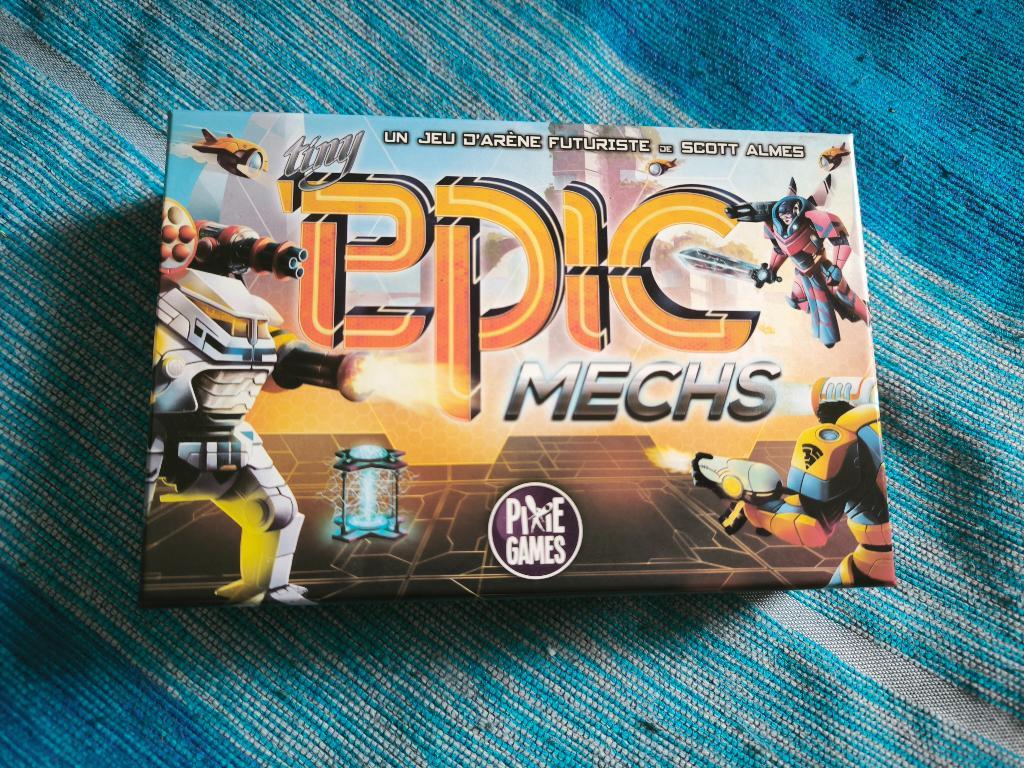 tiny
UN JEU D'ARÈNE FUTURISTE DE SCOTT ALMES
EPIC
MECHS
PIXIE
GAMES